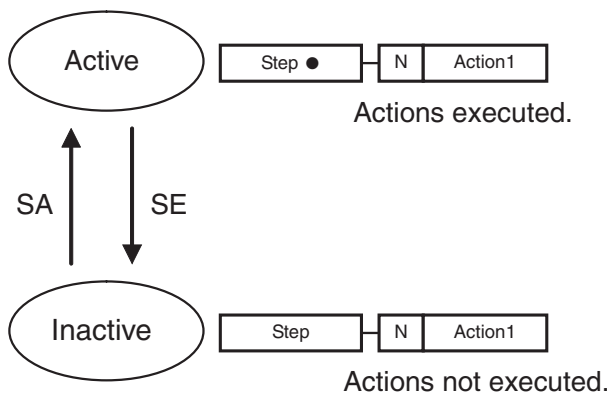 Active
Step ● N Action1
Actions executed.
SA SE
Inactive
Step N Action1
Actions not executed.